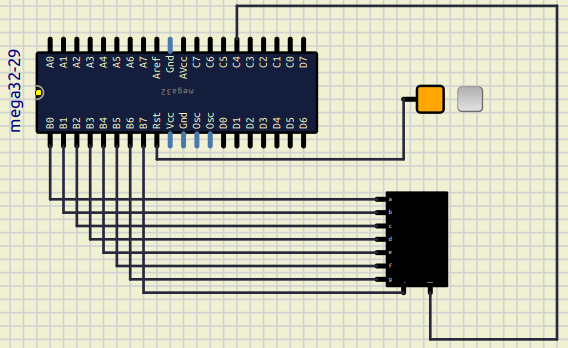 mega32-29
A0 A1 A2 A3 A4 A5 A6 A7 Aref Gnd AVcc C7 C6 C5 C4 C3 C2 C1 C0 D7
mega32
B0 B1 B2 B3 B4 B5 B6 B7 Rst Vcc Gnd Osc Osc D0 D1 D2 D3 D4 D5 D6
a
b
c
d
e
f
g